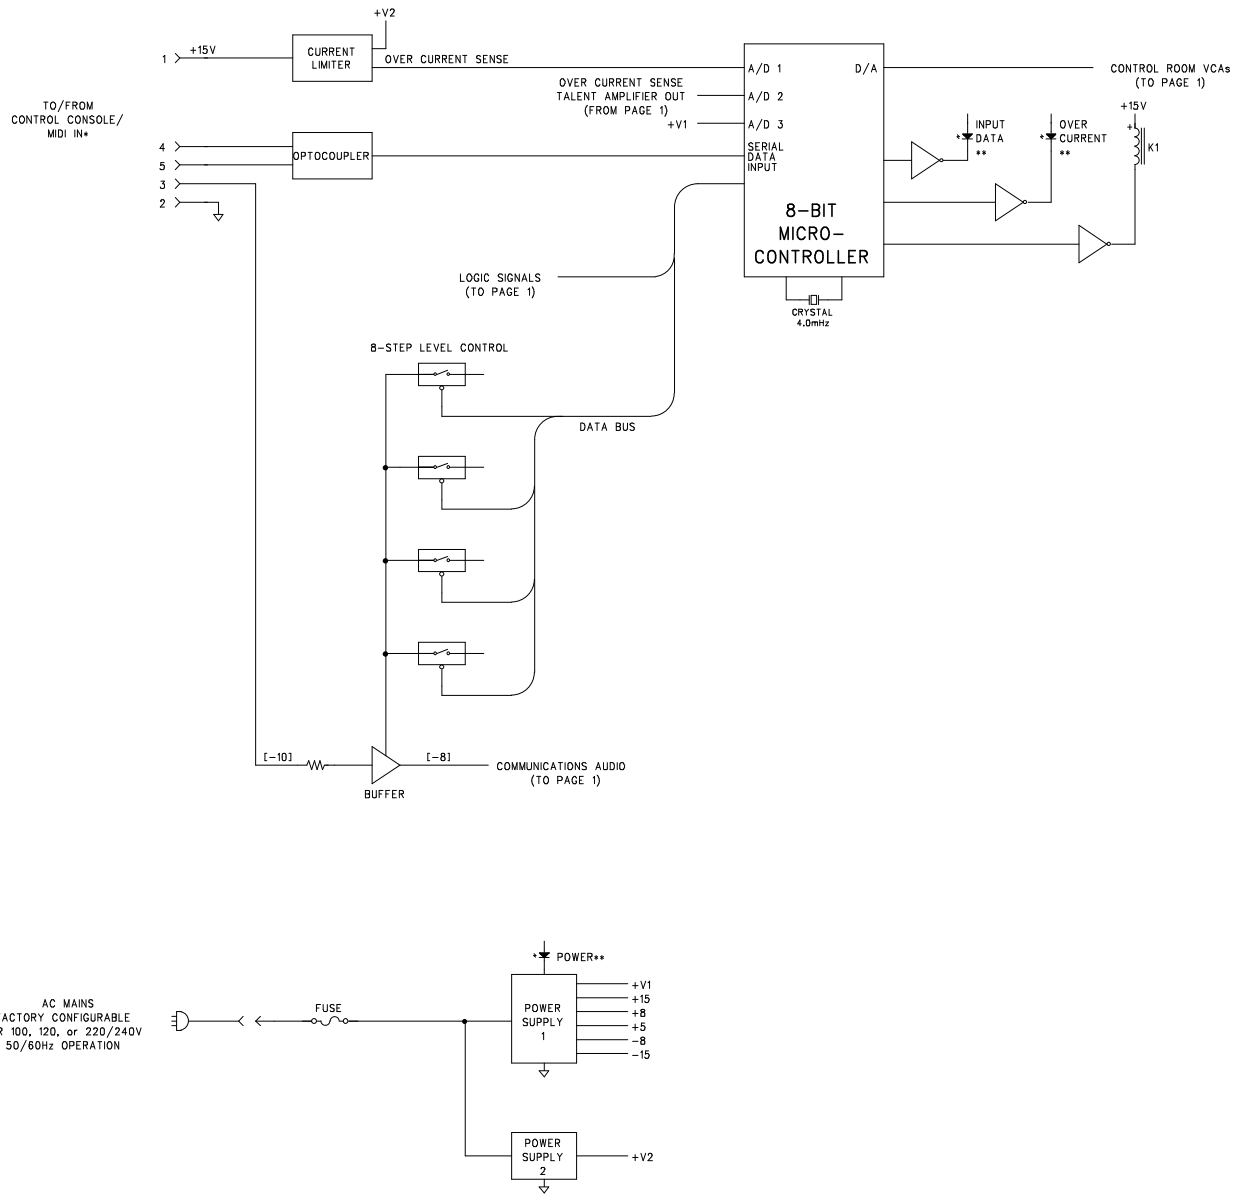 +V2
1
+15V
CURRENT
LIMITER
OVER CURRENT SENSE
A/D 1
D/A
CONTROL ROOM VCAs
(TO PAGE 1)
OVER CURRENT SENSE
TALENT AMPLIFIER OUT
(FROM PAGE 1)
A/D 2
+V1
A/D 3
TO/FROM
CONTROL CONSOLE/
MIDI IN*
4
5
3
2
OPTOCOUPLER
SERIAL
DATA
INPUT
INPUT
DATA
**
OVER
CURRENT
**
+15V
+
K1
8-BIT
MICRO-
CONTROLLER
LOGIC SIGNALS
(TO PAGE 1)
CRYSTAL
4.0mHz
8-STEP LEVEL CONTROL
DATA BUS
[-10]
[-8]
COMMUNICATIONS AUDIO
(TO PAGE 1)
BUFFER
POWER**
AC MAINS
ACTORY CONFIGURABLE
R 100, 120, or 220/240V
50/60Hz OPERATION
FUSE
POWER
SUPPLY
1
+V1
+15
+8
+5
-8
-15
POWER
SUPPLY
2
+V2